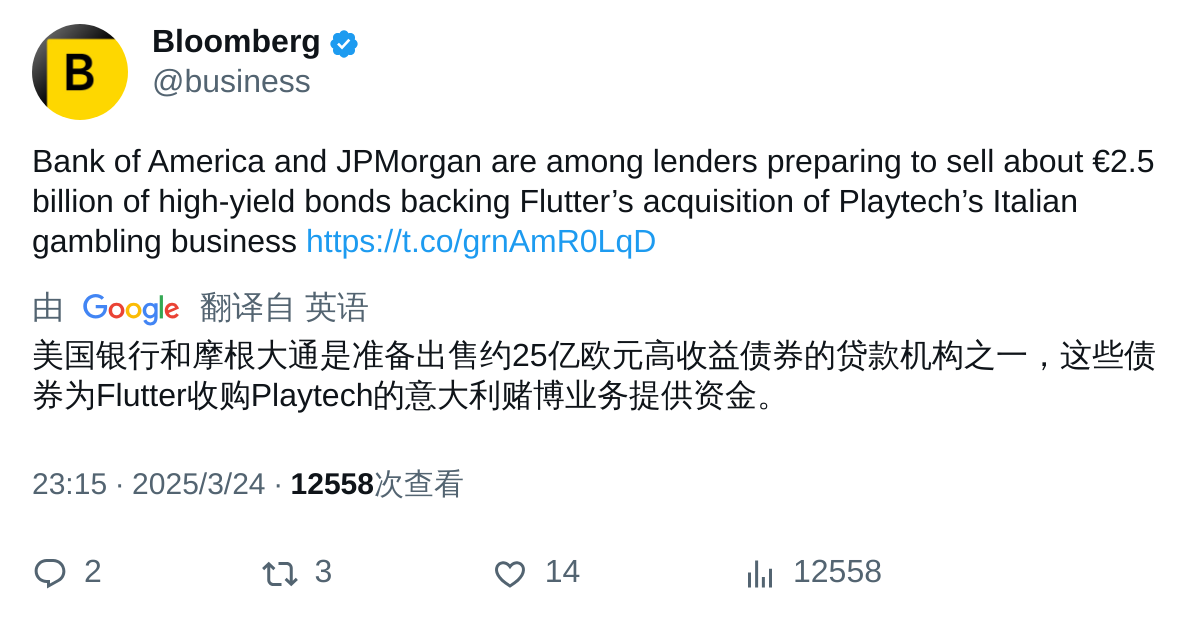 B
Bloomberg
@business
Bank of America and JPMorgan are among lenders preparing to sell about €2.5
billion of high-yield bonds backing Flutter’s acquisition of Playtech’s Italian
gambling business https://t.co/grnAmR0LqD
由 Google 翻译自 英语
美国银行和摩根大通是准备出售约25亿欧元高收益债券的贷款机构之一，这些债
券为Flutter收购Playtech的意大利赌博业务提供资金。
23:15 · 2025/3/24 · 12558次查看
2 3 14 12558